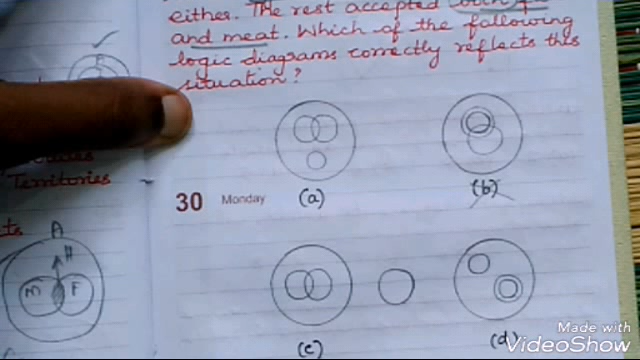 either. The rest accepted both
and meat. Which of the following
logic diagrams correctly reflects this
situation?
Territories
30 Monday
(a)
(b)
A
H
M F
(c)
(d)
Made with
VideoShow